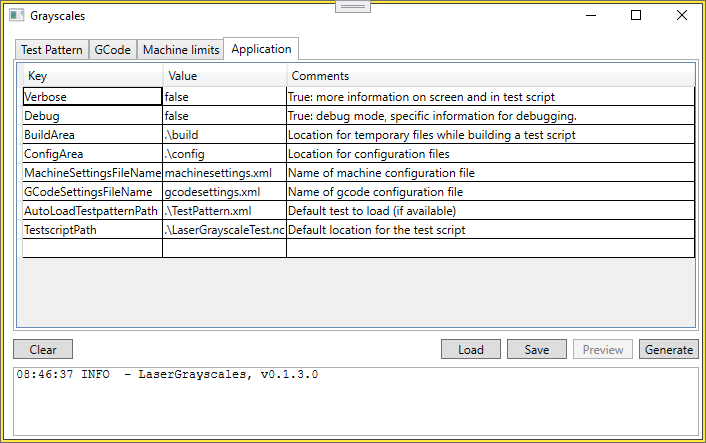 Grayscales
Test Pattern GCode Machine limits Application
Key Value Comments
Verbose false True: more information on screen and in test script
Debug false True: debug mode, specific information for debugging.
BuildArea .\build Location for temporary files while building a test script
ConfigArea .\config Location for configuration files
MachineSettingsFileName machinesettings.xml Name of machine configuration file
GCodeSettingsFileName gcodesettings.xml Name of gcode configuration file
AutoLoadTestpatternPath .\TestPattern.xml Default test to load (if available)
TestscriptPath .\LaserGrayscaleTest.nc Default location for the test script
Clear Load Save Preview Generate
08:46:37 INFO - LaserGrayscales, v0.1.3.0